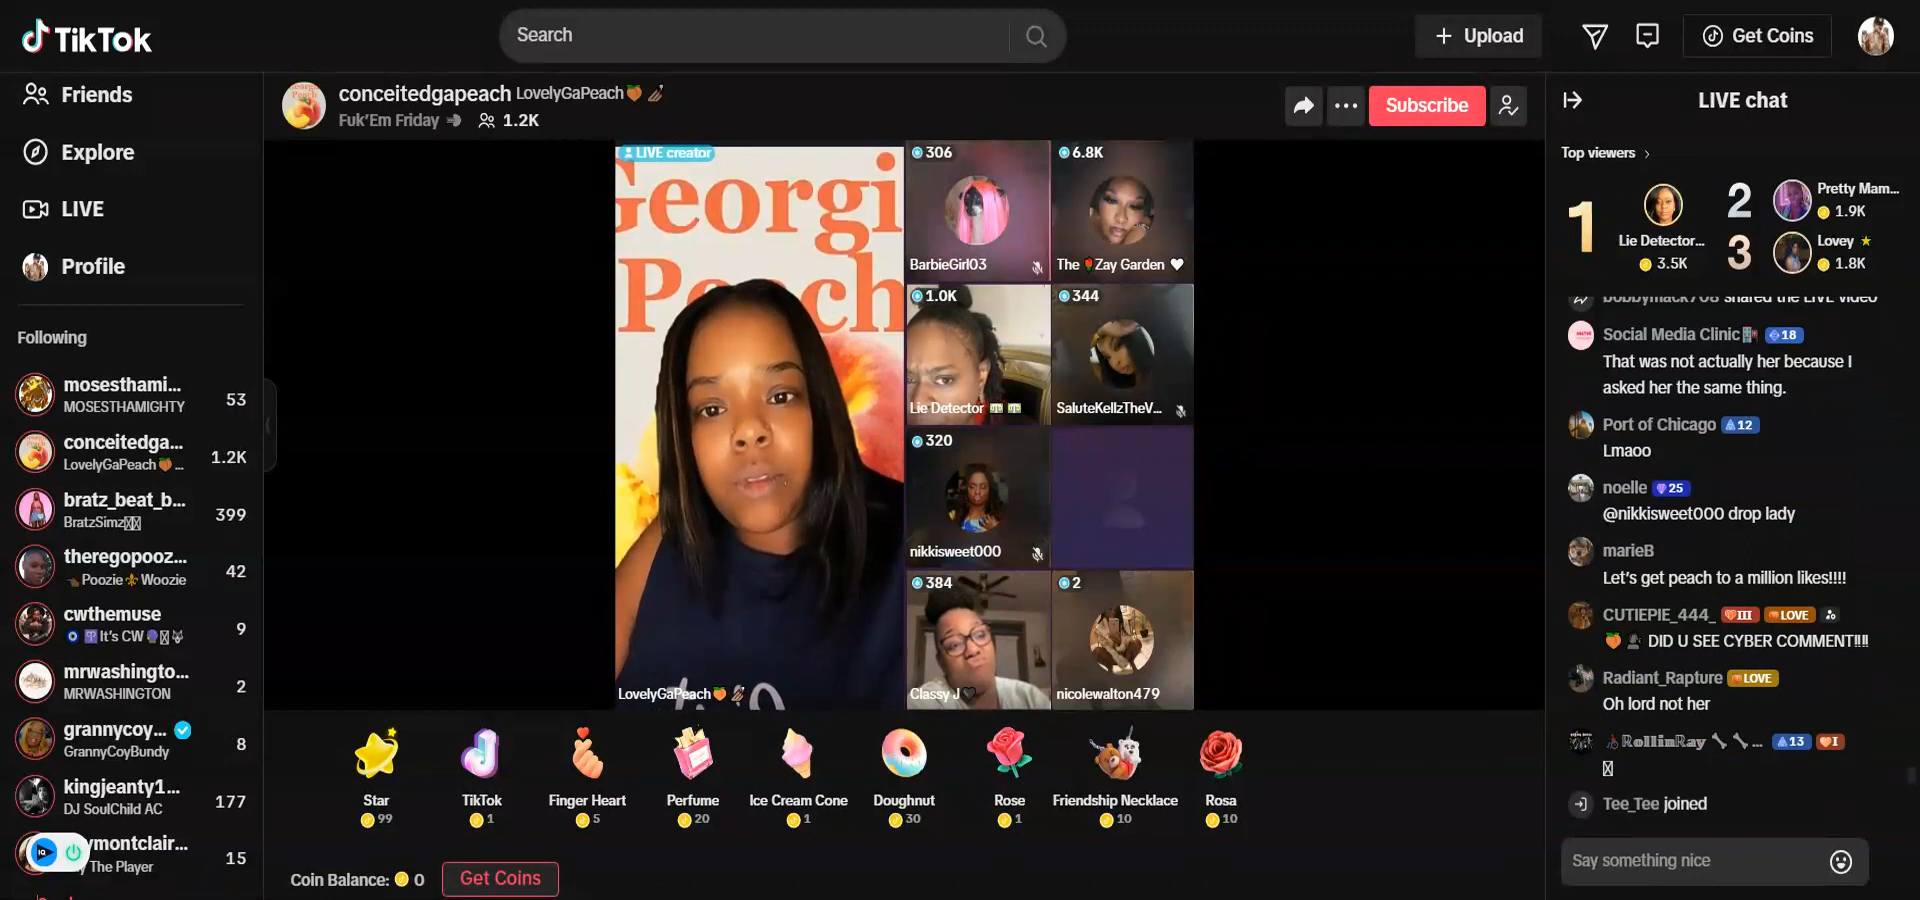 TikTok
Search
Upload
Get Coins
Friends
Explore
LIVE
Profile
Following
mosesthami...
MOSESTHAMIGHTY
53
conceitedga...
LovelyGaPeach🍑...
1.2K
bratz_beat_b...
BratzSimz
399
theregopooz...
Poozie⚜Woozie
42
cwthemuse
It's CW
9
mrwashingto...
MRWASHINGTON
2
grannycoy...
GrannyCoyBundy
8
kingjeanty1...
DJ SoulChild AC
177
ymontclair...
The Player
15
conceitedgapeach LovelyGaPeach🍑💅🏾
Fuk'Em Friday 💨 1.2K
Subscribe
LIVE creator
Georgi
Peach
LovelyGaPeach🍑💅🏾
306
BarbieGirl03
6.8K
The🌹Zay Garden 🤍
1.0K
Lie Detector
344
SaluteKellzTheV...
320
nikkisweet000
384
Classy J🖤
2
nicolewalton479
Star
99
TikTok
1
Finger Heart
5
Perfume
20
Ice Cream Cone
1
Doughnut
30
Rose
1
Friendship Necklace
10
Rosa
10
Coin Balance: 0
Get Coins
LIVE chat
Top viewers
1
Lie Detector...
3.5K
2
Pretty Mam...
1.9K
3
Lovey ⭐
1.8K
bobbymack708 shared the LIVE video
Social Media Clinic 18
That was not actually her because I
asked her the same thing.
Port of Chicago 12
Lmaoo
noelle 25
@nikkisweet000 drop lady
marieB
Let's get peach to a million likes!!!!
CUTIEPIE_444_ III LOVE
🍑 DID U SEE CYBER COMMENT!!!!
Radiant_Rapture LOVE
Oh lord not her
ℝ𝕠𝕝𝕝𝕚𝕟ℝ𝕒𝕪 🦴 🦴 ... 13 I
Tee_Tee joined
Say something nice